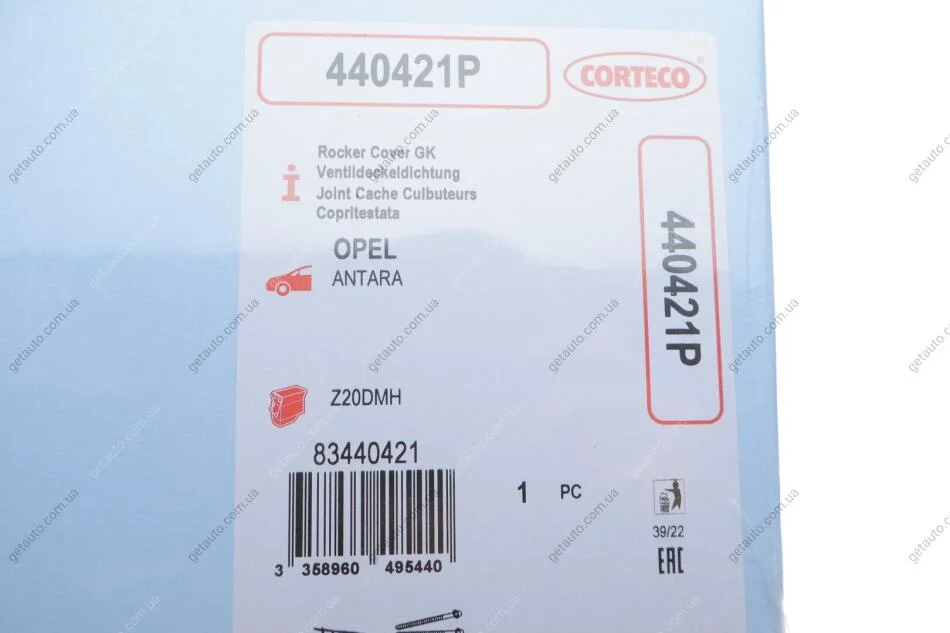 440421P
CORTECO®
Rocker Cover GK
Ventildeckeldichtung
Joint Cache Culbuteurs
Copritestata
OPEL
ANTARA
440421P
Z20DMH
83440421
1 PC
3 358960 495440
39/22
EAC
getauto.com.ua